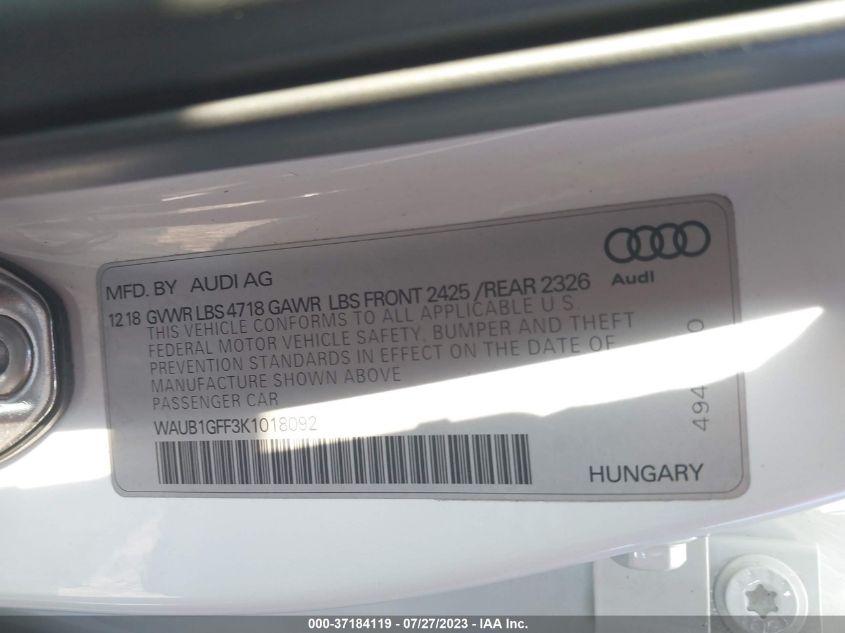 MFD. BY AUDI AG
Audi
12 18 GVWR LBS 4718 GAWR LBS FRONT 2425 / REAR 2326
THIS VEHICLE CONFORMS TO ALL APPLICABLE U S.
FEDERAL MOTOR VEHICLE SAFETY, BUMPER AND THEFT
PREVENTION STANDARDS IN EFFECT ON THE DATE OF
MANUFACTURE SHOWN ABOVE
PASSENGER CAR
WAUB1GFF3K1018092
HUNGARY
000-37184119 - 07/27/2023 - IAA Inc.